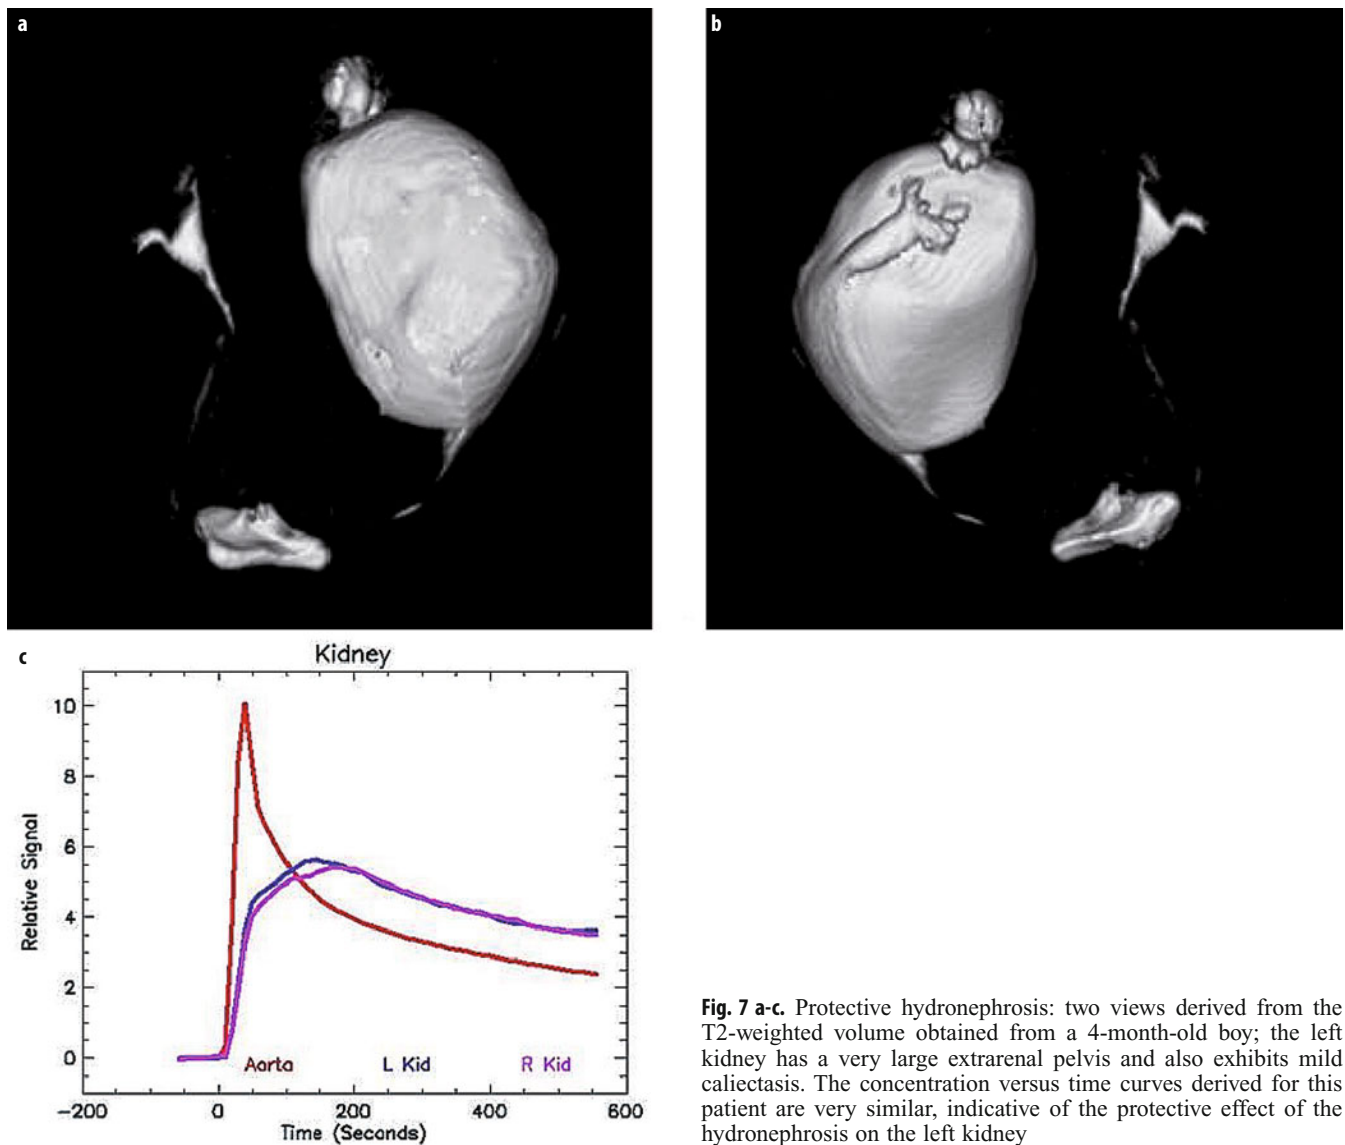 a
b
c
Kidney
10
8
6
4
2
0
Relative Signal
Aorta L Kid R Kid
-200 0 200 400 600
Time (Seconds)
Fig. 7 a-c. Protective hydronephrosis: two views derived from the
T2-weighted volume obtained from a 4-month-old boy; the left
kidney has a very large extrarenal pelvis and also exhibits mild
caliectasis. The concentration versus time curves derived for this
patient are very similar, indicative of the protective effect of the
hydronephrosis on the left kidney